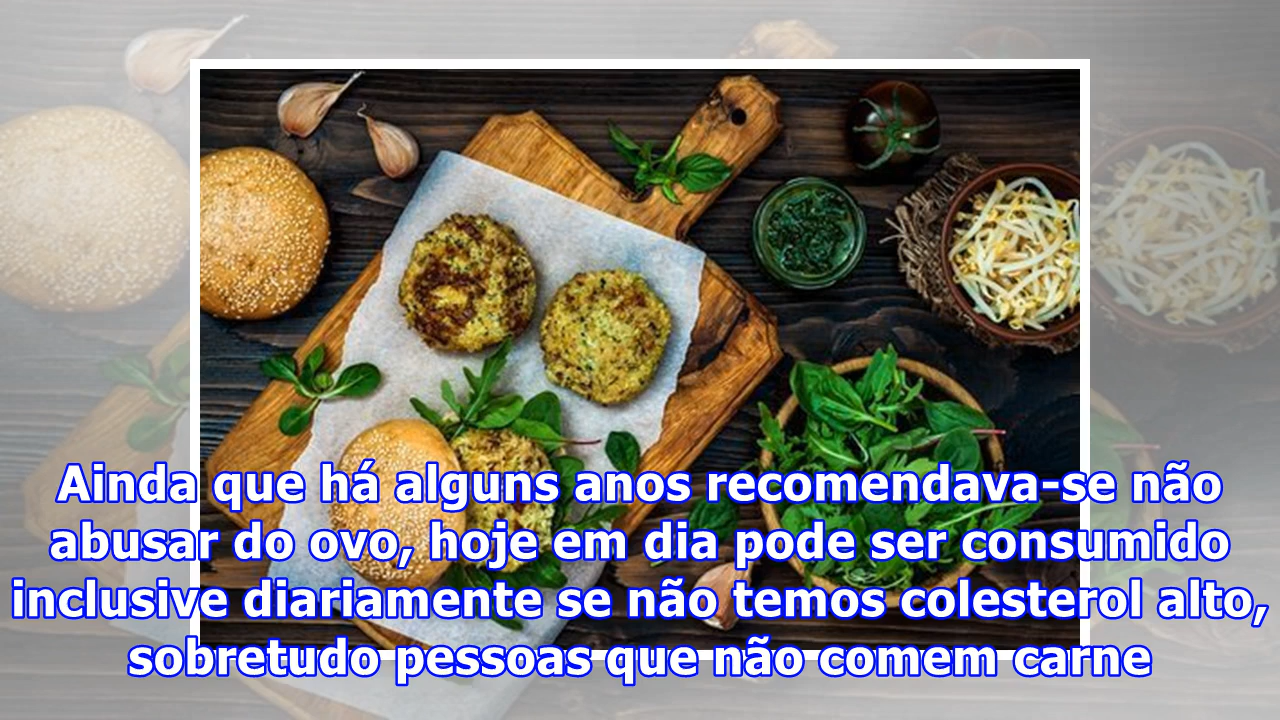 Ainda que há alguns anos recomendava-se não
abusar do ovo, hoje em dia pode ser consumido
inclusive diariamente se não temos colesterol alto,
sobretudo pessoas que não comem carne